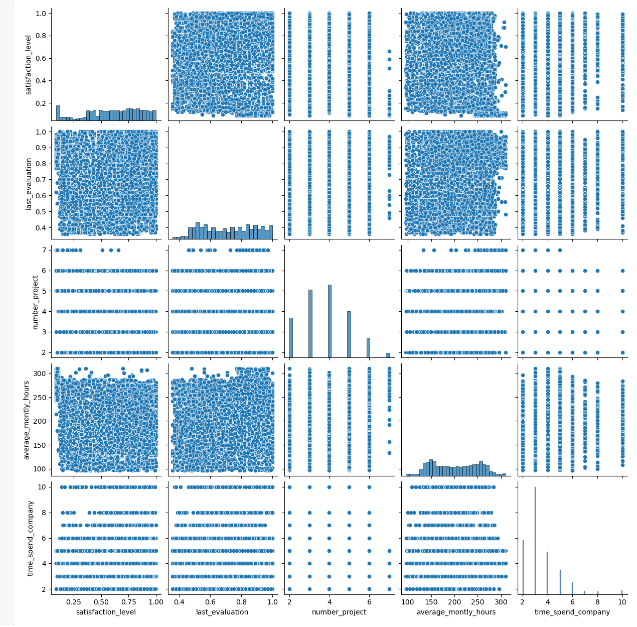 1.0
0.8
0.6
0.4
0.2
satisfaction_level
1.0
0.9
0.8
0.7
0.6
0.5
0.4
last_evaluation
7
6
5
4
3
2
number_project
300
250
200
150
100
average_montly_hours
10
8
6
4
2
time_spend_company
0.25 0.50 0.75 1.00
satisfaction_level
0.4 0.6 0.8 1.0
last_evaluation
2 4 6
number_project
100 150 200 250 300
average_montly_hours
2 4 6 8 10
time_spend_company